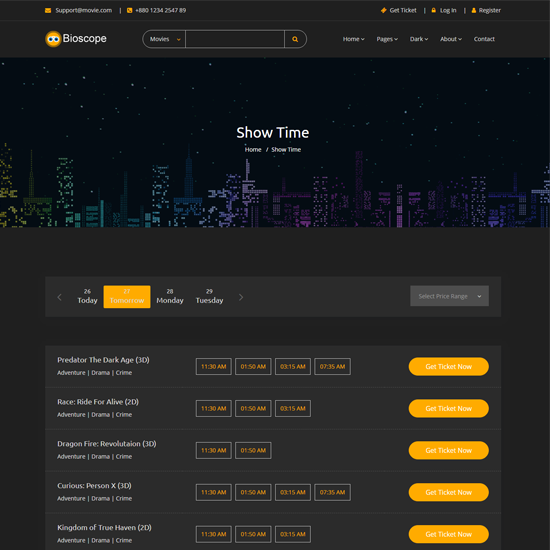 Support@movie.com | +880 1234 2547 89 Get Ticket | Log In | Register
Bioscope Movies Home Pages Dark About Contact
Show Time
Home / Show Time
26 27 28 29
Today Tomorrow Monday Tuesday Select Price Range
Predator The Dark Age (3D)
Adventure | Drama | Crime
11:30 AM 01:50 AM 03:15 AM 07:35 AM Get Ticket Now
Race: Ride For Alive (2D)
Adventure | Drama | Crime
11:30 AM 01:50 AM 03:15 AM Get Ticket Now
Dragon Fire: Revolutaion (3D)
Adventure | Drama | Crime
11:30 AM 01:50 AM Get Ticket Now
Curious: Person X (3D)
Adventure | Drama | Crime
11:30 AM 01:50 AM 03:15 AM 07:35 AM Get Ticket Now
Kingdom of True Haven (2D)
Adventure | Drama | Crime
11:30 AM 01:50 AM 03:15 AM Get Ticket Now